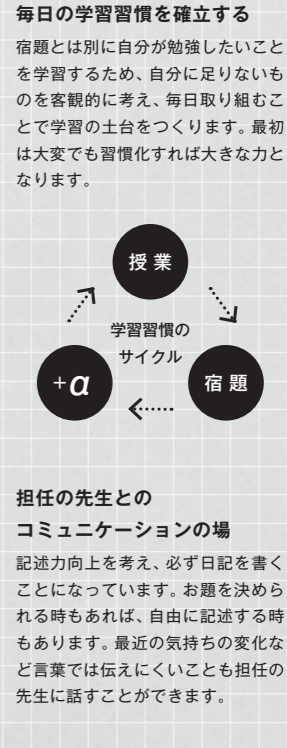 毎日の学習習慣を確立する
宿題とは別に自分が勉強したいこと
を学習するため、自分に足りないも
のを客観的に考え、毎日取り組むこ
とで学習の土台をつくります。最初
は大変でも習慣化すれば大きな力と
なります。
授業
学習習慣の
サイクル
+α
宿題
担任の先生との
コミュニケーションの場
記述力向上を考え、必ず日記を書く
ことになっています。お題を決めら
れる時もあれば、自由に記述する時
もあります。最近の気持ちの変化な
ど言葉では伝えにくいことも担任の
先生に話すことができます。